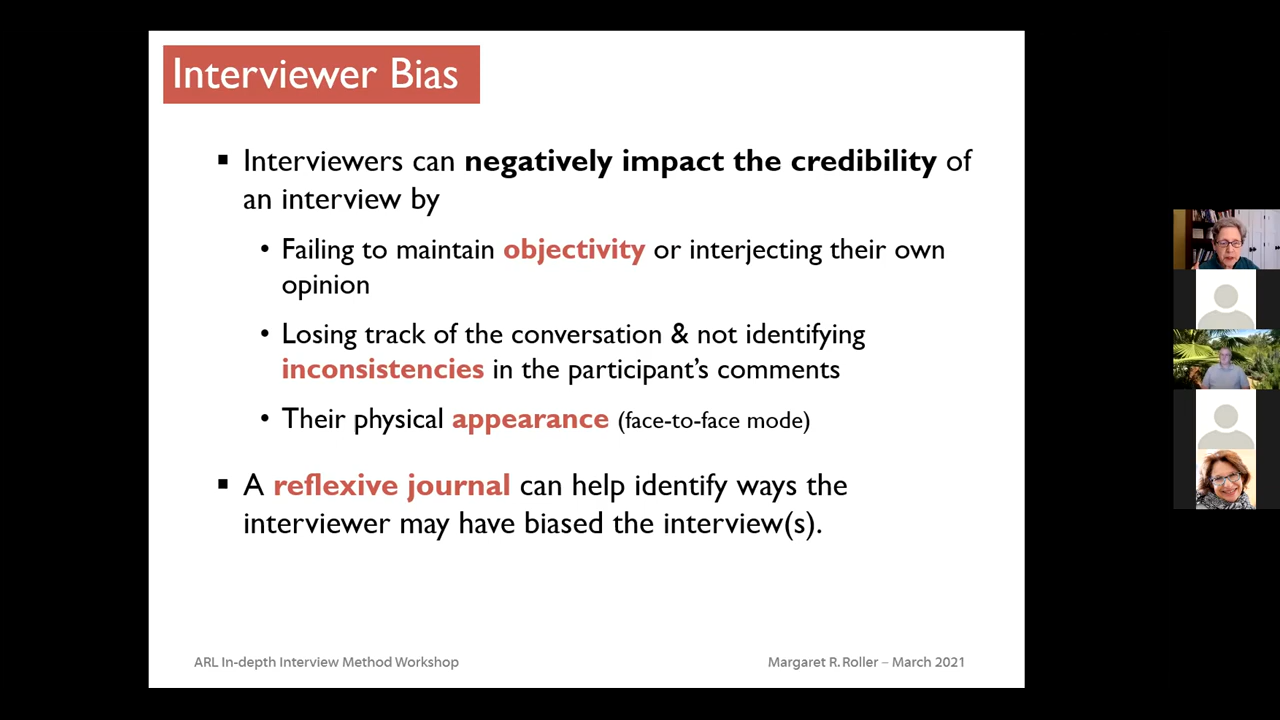 Interviewer Bias
▪ Interviewers can negatively impact the credibility of
an interview by
• Failing to maintain objectivity or interjecting their own
opinion
• Losing track of the conversation & not identifying
inconsistencies in the participant’s comments
• Their physical appearance (face-to-face mode)
▪ A reflexive journal can help identify ways the
interviewer may have biased the interview(s).
ARL In-depth Interview Method Workshop
Margaret R. Roller – March 2021